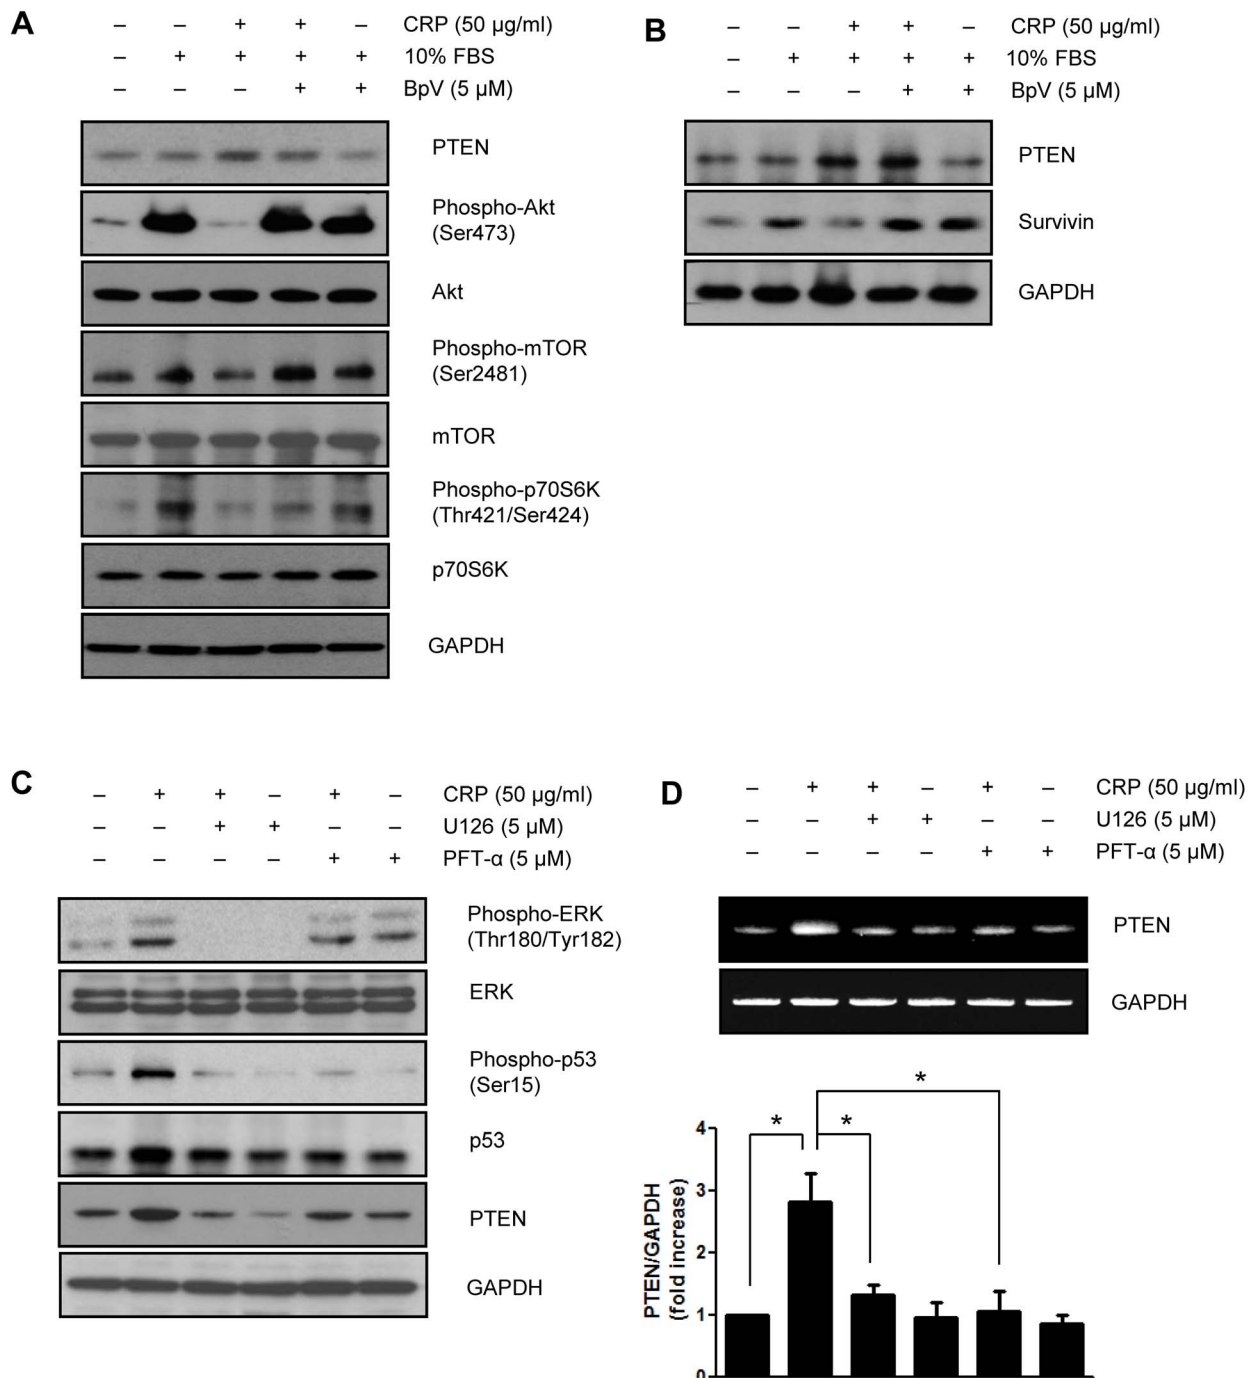 A
– – + + – CRP (50 µg/ml)
– + + + + 10% FBS
– – – + + BpV (5 µM)
PTEN
Phospho-Akt
(Ser473)
Akt
Phospho-mTOR
(Ser2481)
mTOR
Phospho-p70S6K
(Thr421/Ser424)
p70S6K
GAPDH
B
– – + + – CRP (50 µg/ml)
– + + + + 10% FBS
– – – + + BpV (5 µM)
PTEN
Survivin
GAPDH
C
– + + – + – CRP (50 µg/ml)
– – + + – – U126 (5 µM)
– – – – + + PFT-α (5 µM)
Phospho-ERK
(Thr180/Tyr182)
ERK
Phospho-p53
(Ser15)
p53
PTEN
GAPDH
D
– + + – + – CRP (50 µg/ml)
– – + + – – U126 (5 µM)
– – – – + + PFT-α (5 µM)
PTEN
GAPDH
*
* *
PTEN/GAPDH
(fold increase)
4
3
2
1
0